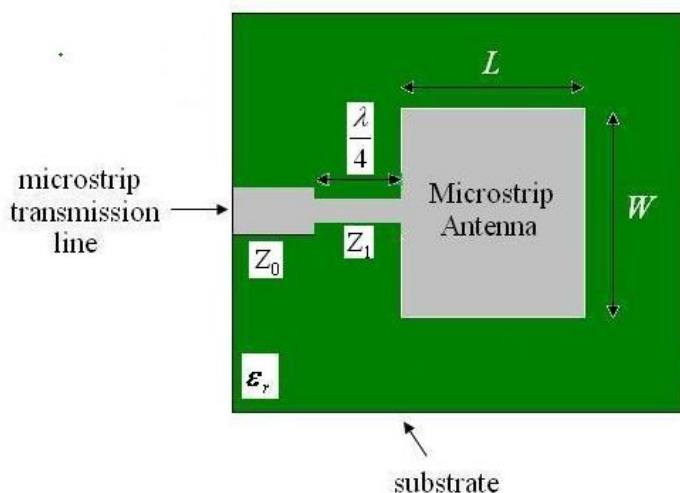 L
λ
4
microstrip
transmission
line
Microstrip
Antenna
W
Z₀
Z₁
εᵣ
substrate